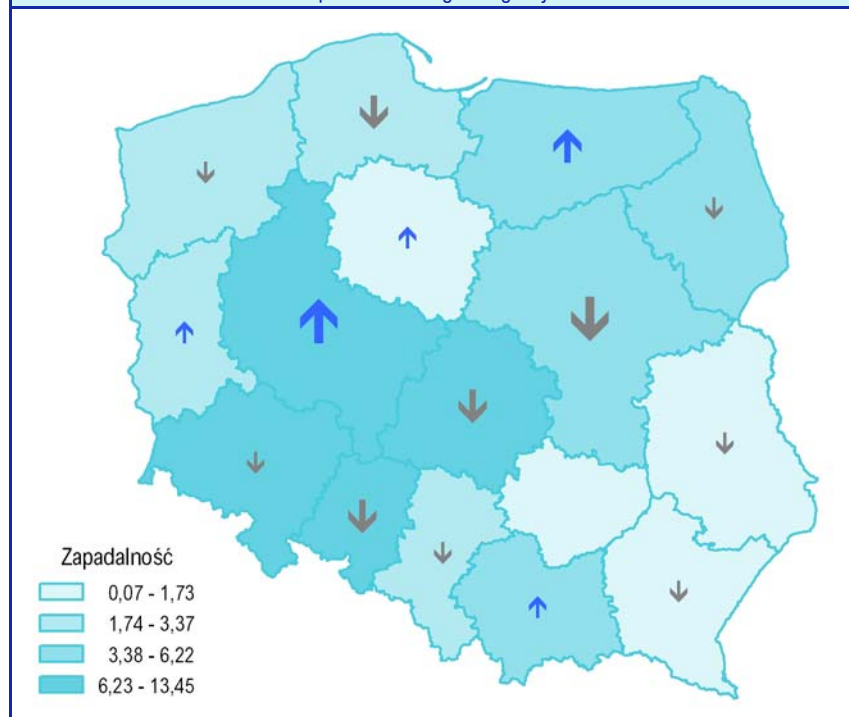 Zapadalność
0,07 - 1,73
1,74 - 3,37
3,38 - 6,22
6,23 - 13,45